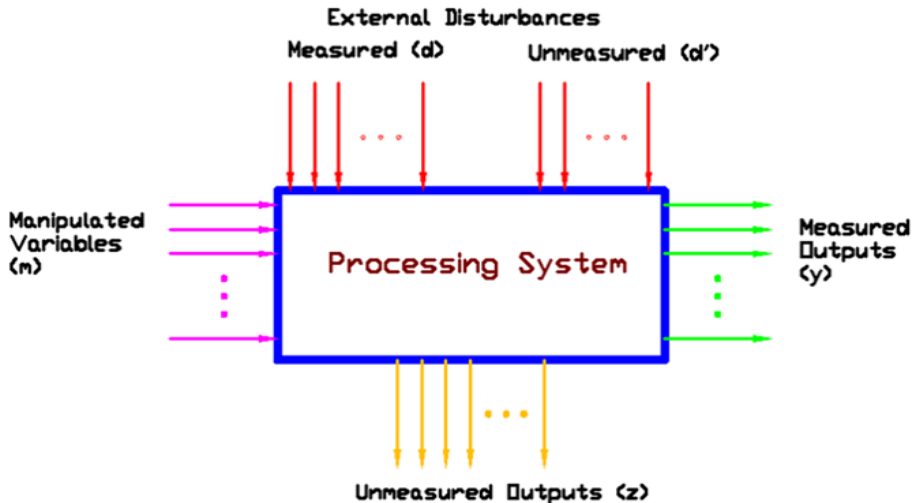 External Disturbances
Measured (d)
Unmeasured (d')
Manipulated
Variables
(m)
Processing System
Measured
Outputs
(y)
Unmeasured Outputs (z)